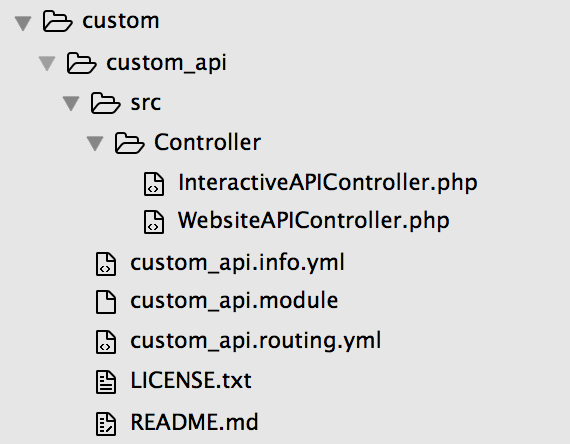 custom
custom_api
src
Controller
InteractiveAPIController.php
WebsiteAPIController.php
custom_api.info.yml
custom_api.module
custom_api.routing.yml
LICENSE.txt
README.md